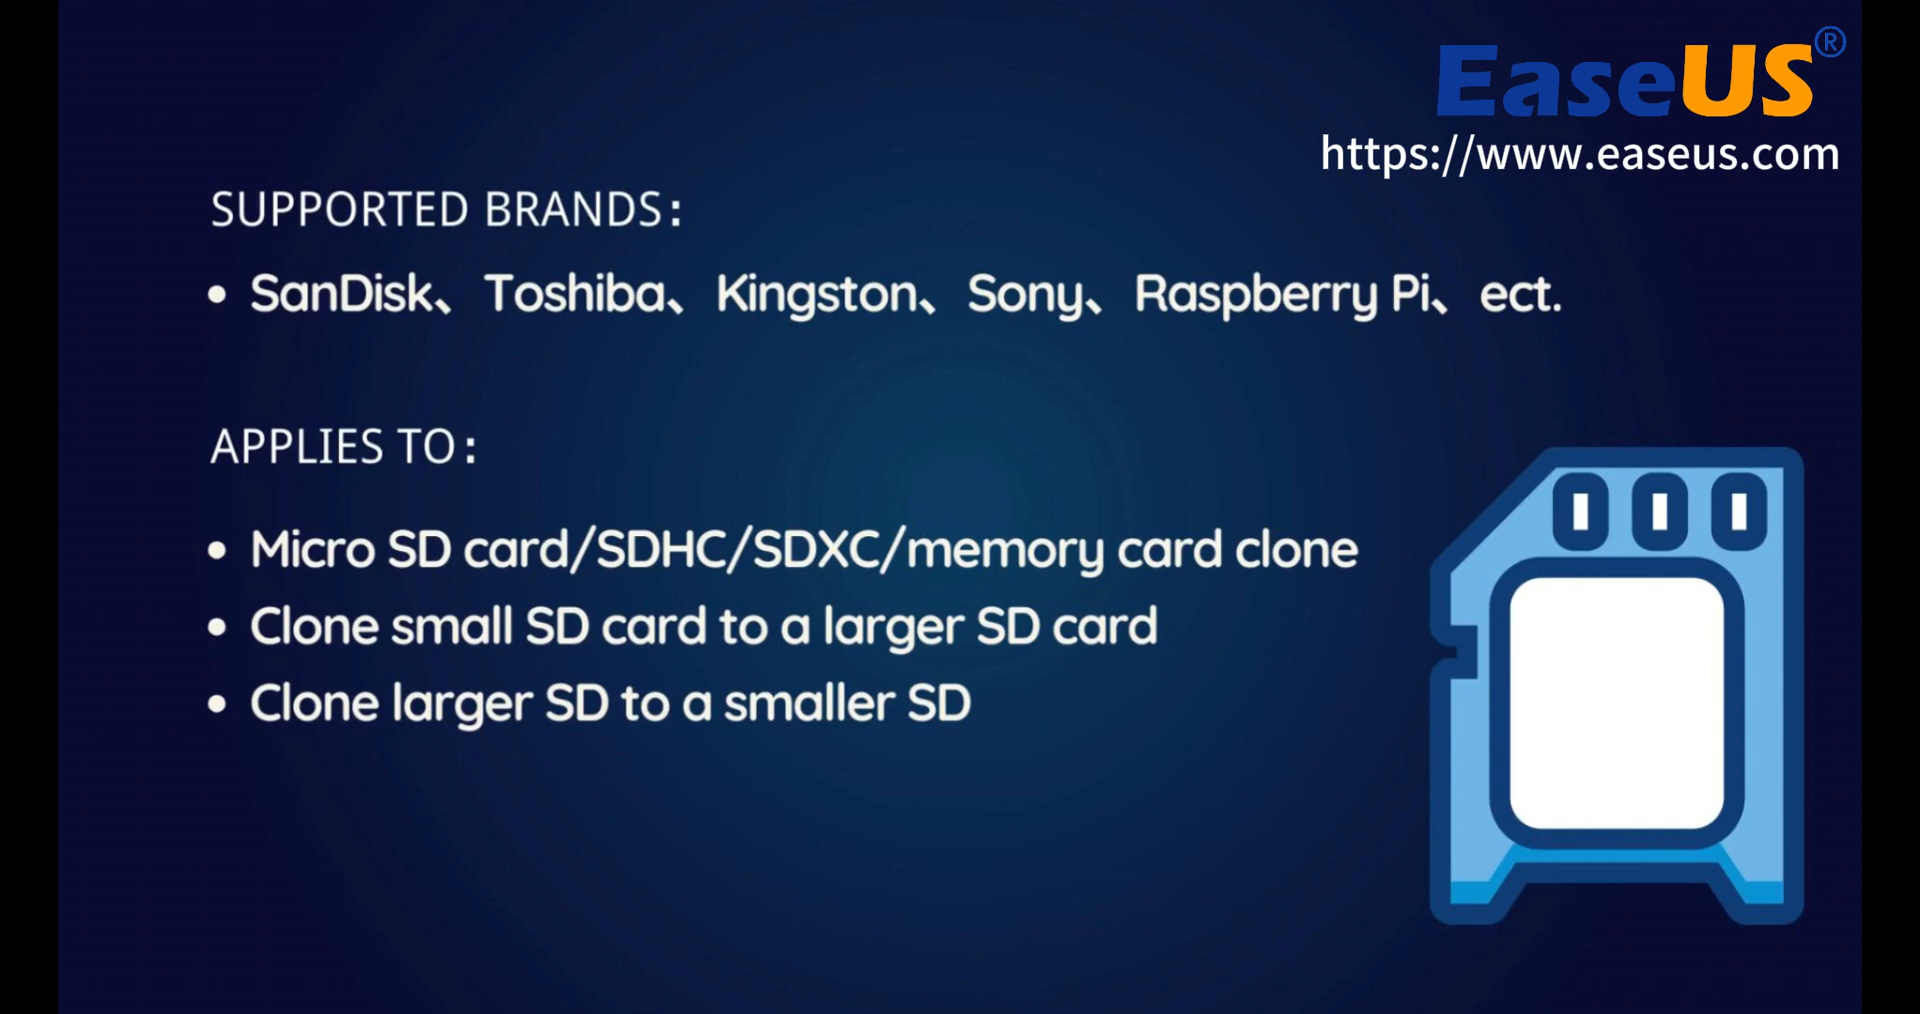 EaseUS®
https://www.easeus.com
SUPPORTED BRANDS:
• SanDisk、Toshiba、Kingston、Sony、Raspberry Pi、ect.
APPLIES TO:
• Micro SD card/SDHC/SDXC/memory card clone
• Clone small SD card to a larger SD card
• Clone larger SD to a smaller SD